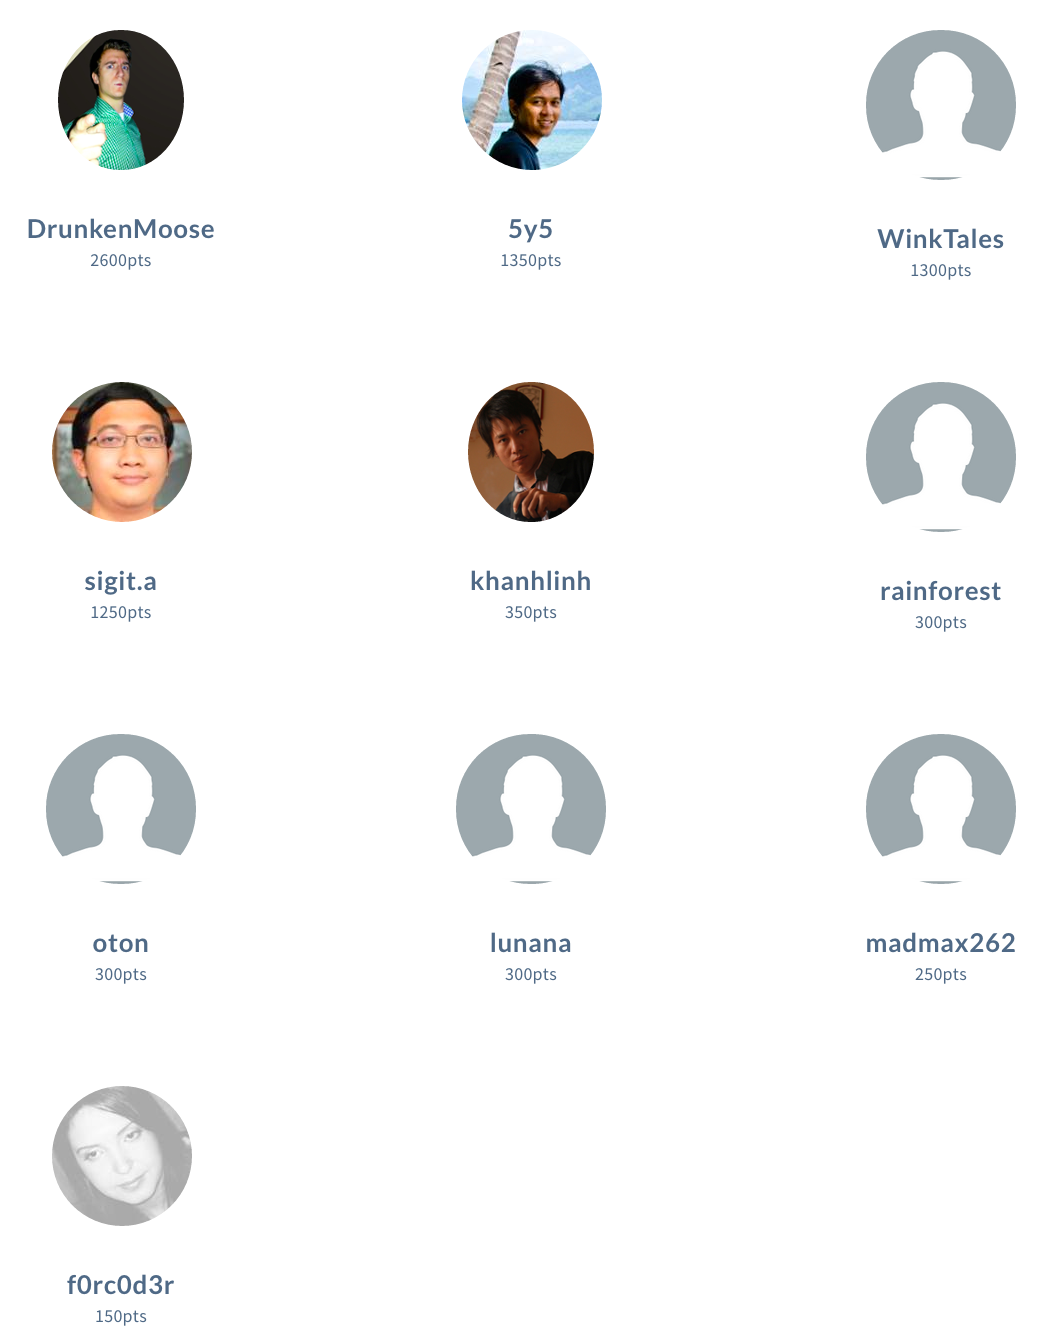 DrunkenMoose
2600pts
5y5
1350pts
WinkTales
1300pts
sigit.a
1250pts
khanhlinh
350pts
rainforest
300pts
oton
300pts
lunana
300pts
madmax262
250pts
f0rc0d3r
150pts